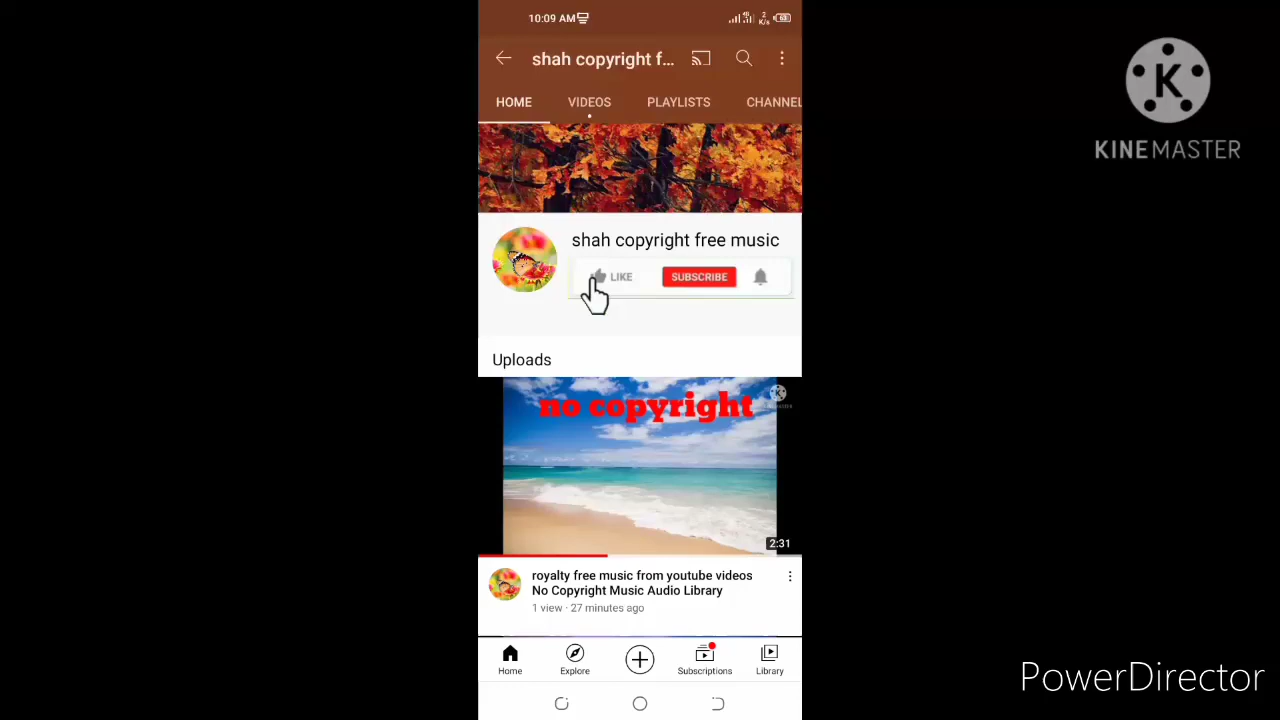 10:09 AM
shah copyright f...
HOME VIDEOS PLAYLISTS CHANNEL
K
KINEMASTER
shah copyright free music
LIKE SUBSCRIBE
Uploads
no copyright
2:31
royalty free music from youtube videos
No Copyright Music Audio Library
1 view · 27 minutes ago
Home Explore Subscriptions Library
PowerDirector